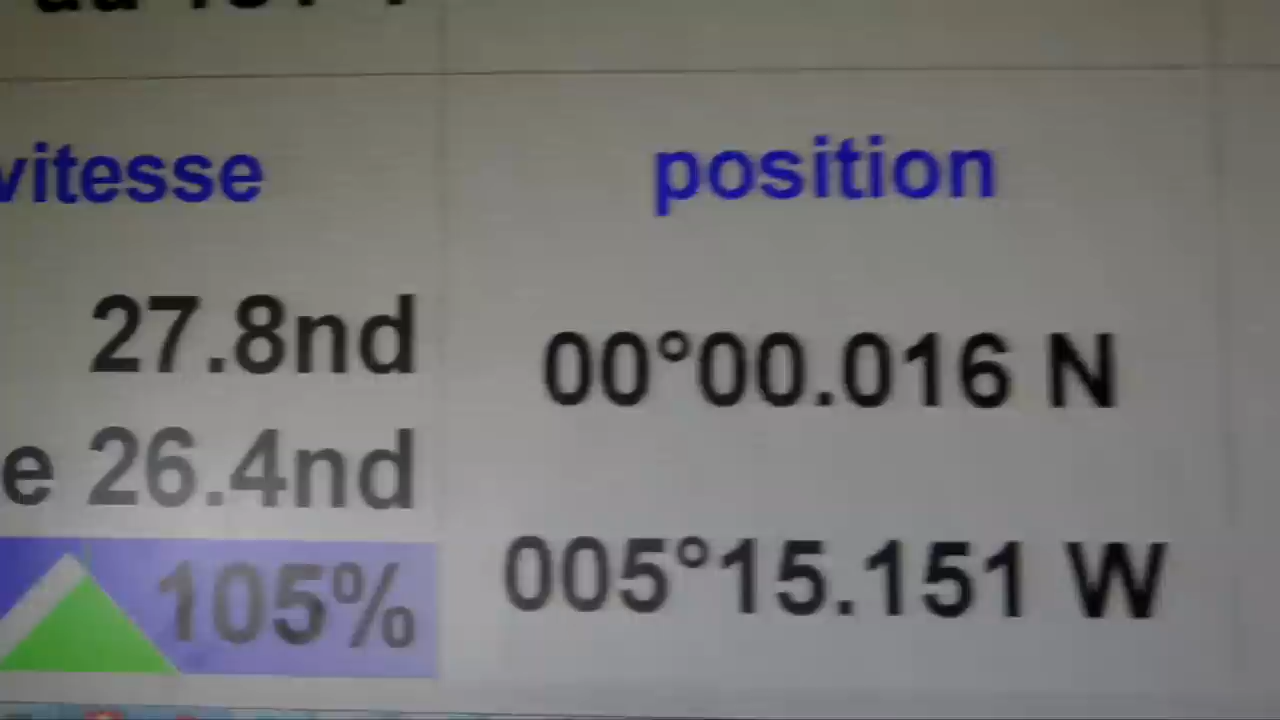 vitesse
position
27.8nd
00°00.016 N
e 26.4nd
005°15.151 W
105%